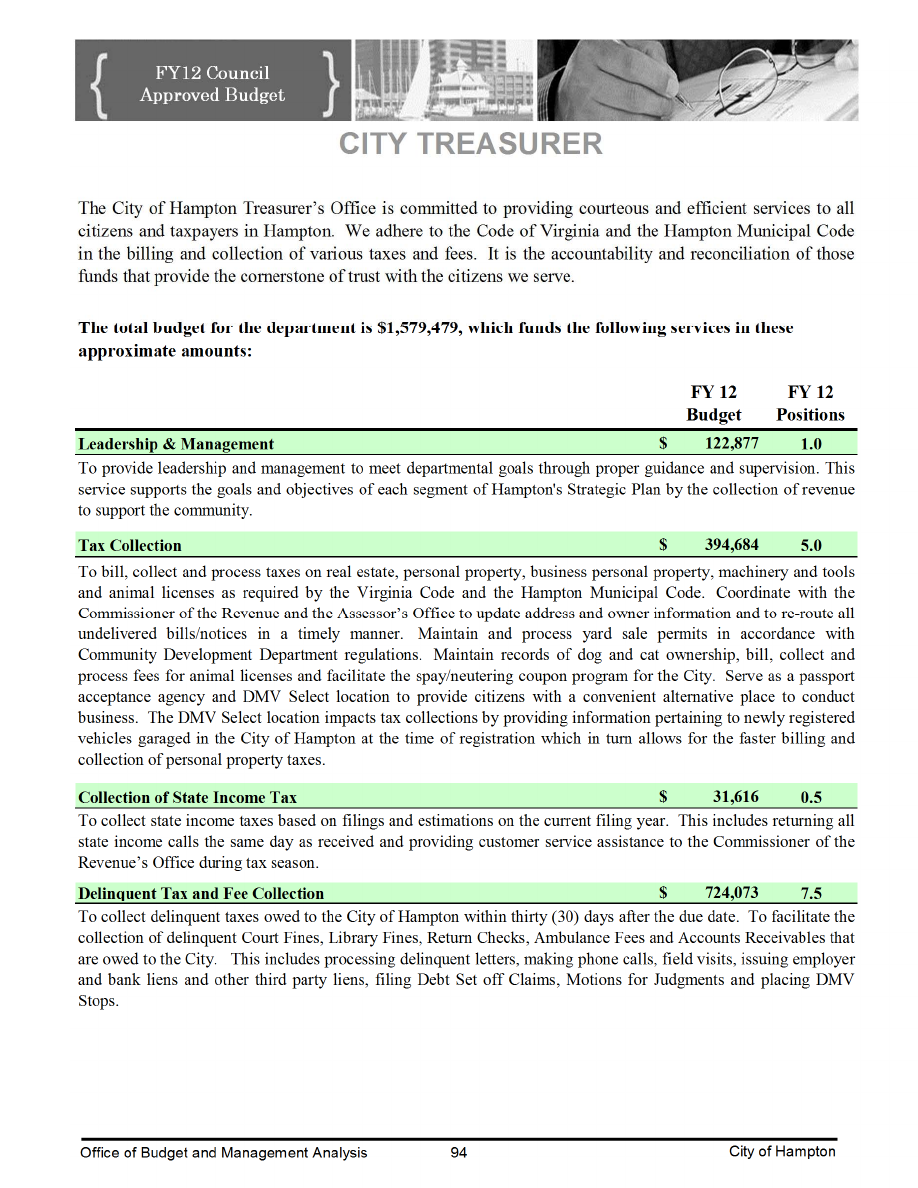 FY12 Council
Approved Budget
CITY TREASURER
The City of Hampton Treasurer’s Office is committed to providing courteous and efficient services to all
citizens and taxpayers in Hampton.  We adhere to the Code of Virginia and the Hampton Municipal Code
in the billing and collection of various taxes and fees.  It is the accountability and reconciliation of those
funds that provide the cornerstone of trust with the citizens we serve.
The total budget for the department is $1,579,479, which funds the following services in these
approximate amounts:
FY 12 FY 12
Budget Positions
Leadership & Management $ 122,877 1.0
To provide leadership and management to meet departmental goals through proper guidance and supervision. This
service supports the goals and objectives of each segment of Hampton's Strategic Plan by the collection of revenue
to support the community.
Tax Collection $ 394,684 5.0
To bill, collect and process taxes on real estate, personal property, business personal property, machinery and tools
and animal licenses as required by the Virginia Code and the Hampton Municipal Code.  Coordinate with the
Commissioner of the Revenue and the Assessor’s Office to update address and owner information and to re-route all
undelivered bills/notices in a timely manner.  Maintain and process yard sale permits in accordance with
Community Development Department regulations.  Maintain records of dog and cat ownership, bill, collect and
process fees for animal licenses and facilitate the spay/neutering coupon program for the City.  Serve as a passport
acceptance agency and DMV Select location to provide citizens with a convenient alternative place to conduct
business.  The DMV Select location impacts tax collections by providing information pertaining to newly registered
vehicles garaged in the City of Hampton at the time of registration which in turn allows for the faster billing and
collection of personal property taxes.
Collection of State Income Tax $ 31,616 0.5
To collect state income taxes based on filings and estimations on the current filing year.  This includes returning all
state income calls the same day as received and providing customer service assistance to the Commissioner of the
Revenue’s Office during tax season.
Delinquent Tax and Fee Collection $ 724,073 7.5
To collect delinquent taxes owed to the City of Hampton within thirty (30) days after the due date.  To facilitate the
collection of delinquent Court Fines, Library Fines, Return Checks, Ambulance Fees and Accounts Receivables that
are owed to the City.   This includes processing delinquent letters, making phone calls, field visits, issuing employer
and bank liens and other third party liens, filing Debt Set off Claims, Motions for Judgments and placing DMV
Stops.
Office of Budget and Management Analysis 94 City of Hampton